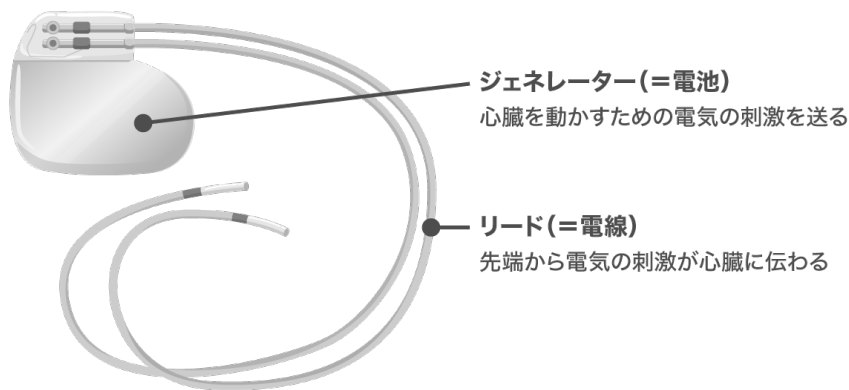 ジェネレーター(=電池)
心臓を動かすための電気の刺激を送る
リード(=電線)
先端から電気の刺激が心臓に伝わる